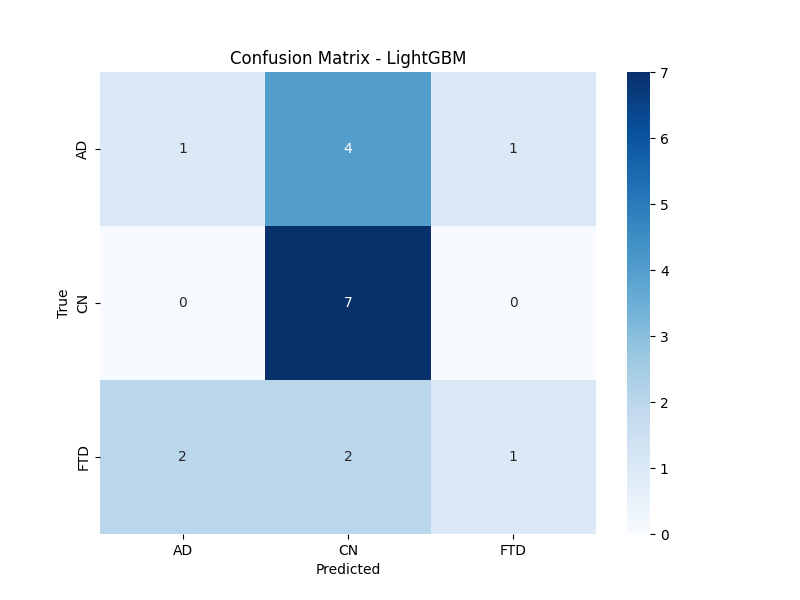 Confusion Matrix - LightGBM
True
AD
1
4
1
CN
0
7
0
FTD
2
2
1
AD
CN
FTD
Predicted
7
6
5
4
3
2
1
0